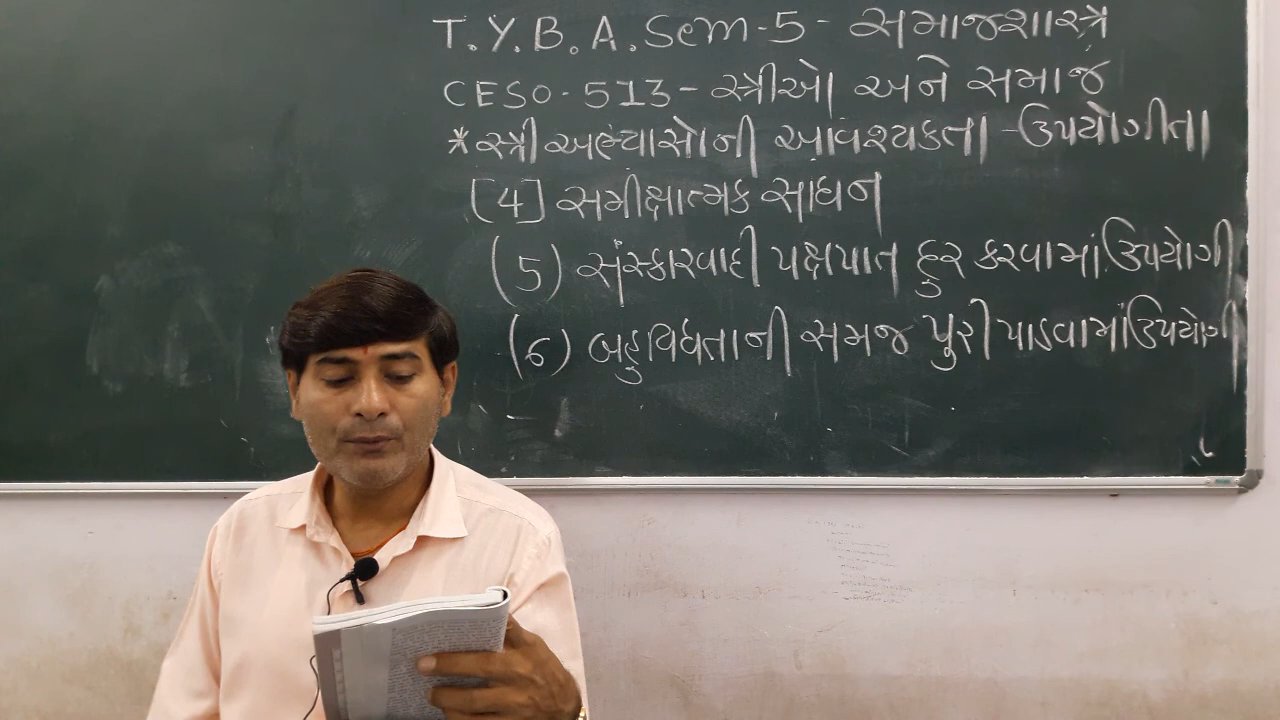 T.Y.B.A. Sem-5 - સમાજશાસ્ત્ર
CESO-513 - સ્ત્રીઓ અને સમાજ
* સ્ત્રી અભ્યાસોની આવશ્યકતા - ઉપયોગીતા
[4] સમીક્ષાત્મક સાધન
(5) સંસ્કારવાદી પક્ષપાત દુર કરવામાં ઉપયોગી
(6) બહુવિધતાની સમજ પુરી પાડવામાં ઉપયોગી